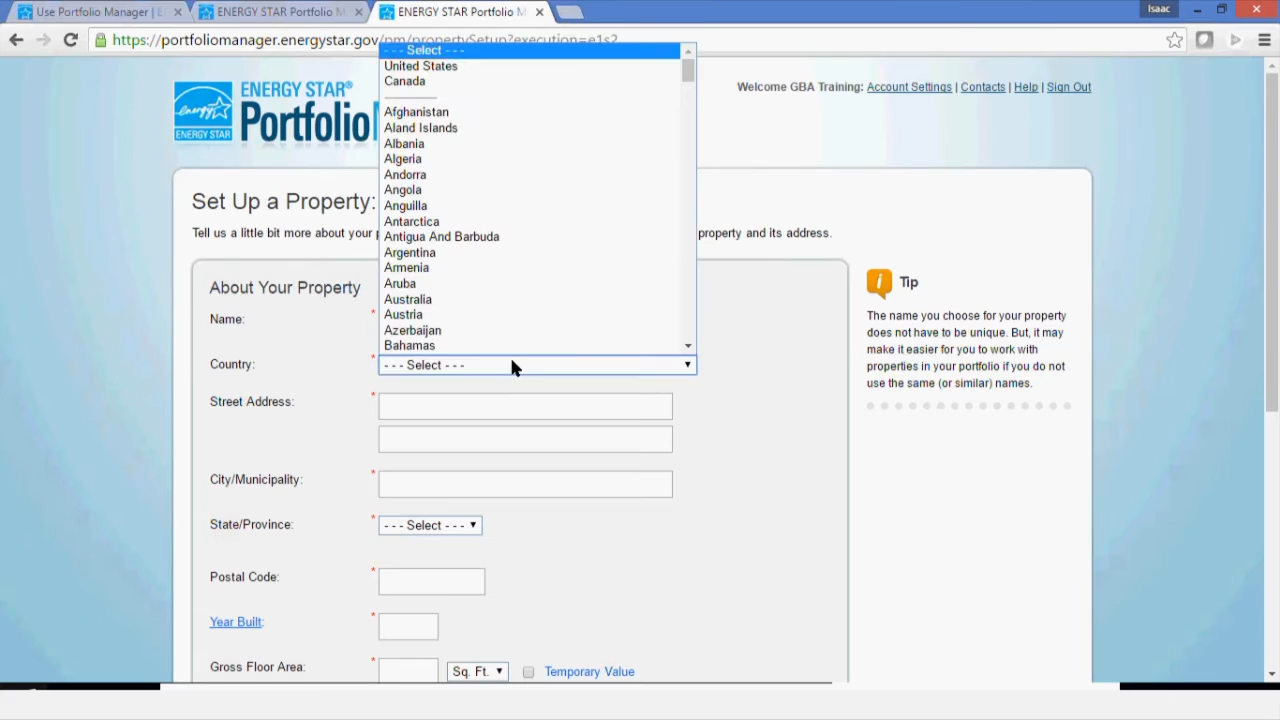 Use Portfolio Manager | E
ENERGY STAR Portfolio M
ENERGY STAR Portfolio M
Isaac
https://portfoliomanager.energystar.gov/pm/propertySetup?execution=e1s2
ENERGY STAR
ENERGY STAR®
Portfolio
Welcome GBA Training: Account Settings | Contacts | Help | Sign Out
- - - Select - - -
United States
Canada
Afghanistan
Aland Islands
Albania
Algeria
Andorra
Angola
Anguilla
Antarctica
Antigua And Barbuda
Argentina
Armenia
Aruba
Australia
Austria
Azerbaijan
Bahamas
Set Up a Property:
Tell us a little bit more about your property and its address.
About Your Property
Name: *
Country: * - - - Select - - -
Street Address: *
City/Municipality: *
State/Province: * - - - Select - - -
Postal Code: *
Year Built: *
Gross Floor Area: * Sq. Ft. Temporary Value
Tip
The name you choose for your property
does not have to be unique. But, it may
make it easier for you to work with
properties in your portfolio if you do not
use the same (or similar) names.